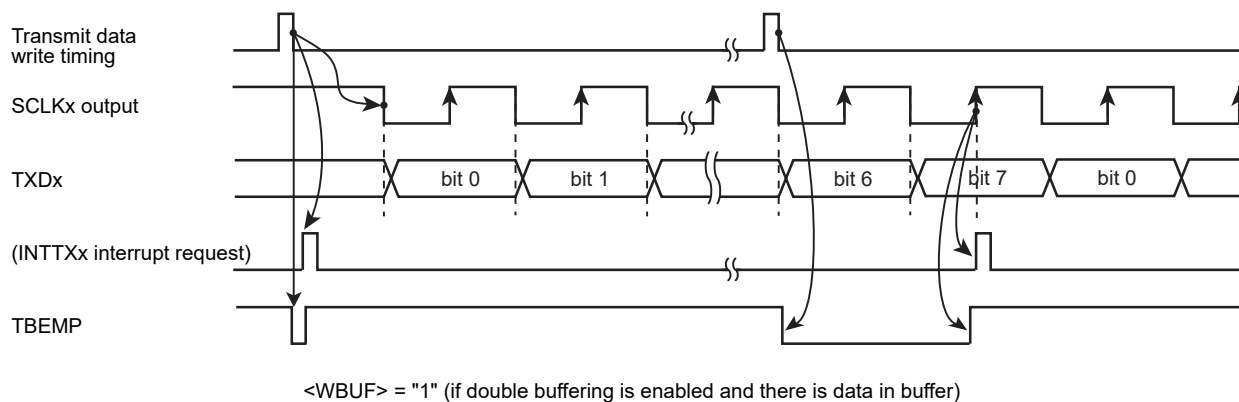 Transmit data
write timing
SCLKx output
TXDx
bit 0
bit 1
bit 6
bit 7
bit 0
(INTTXx interrupt request)
TBEMP
<WBUF> = "1" (if double buffering is enabled and there is data in buffer)